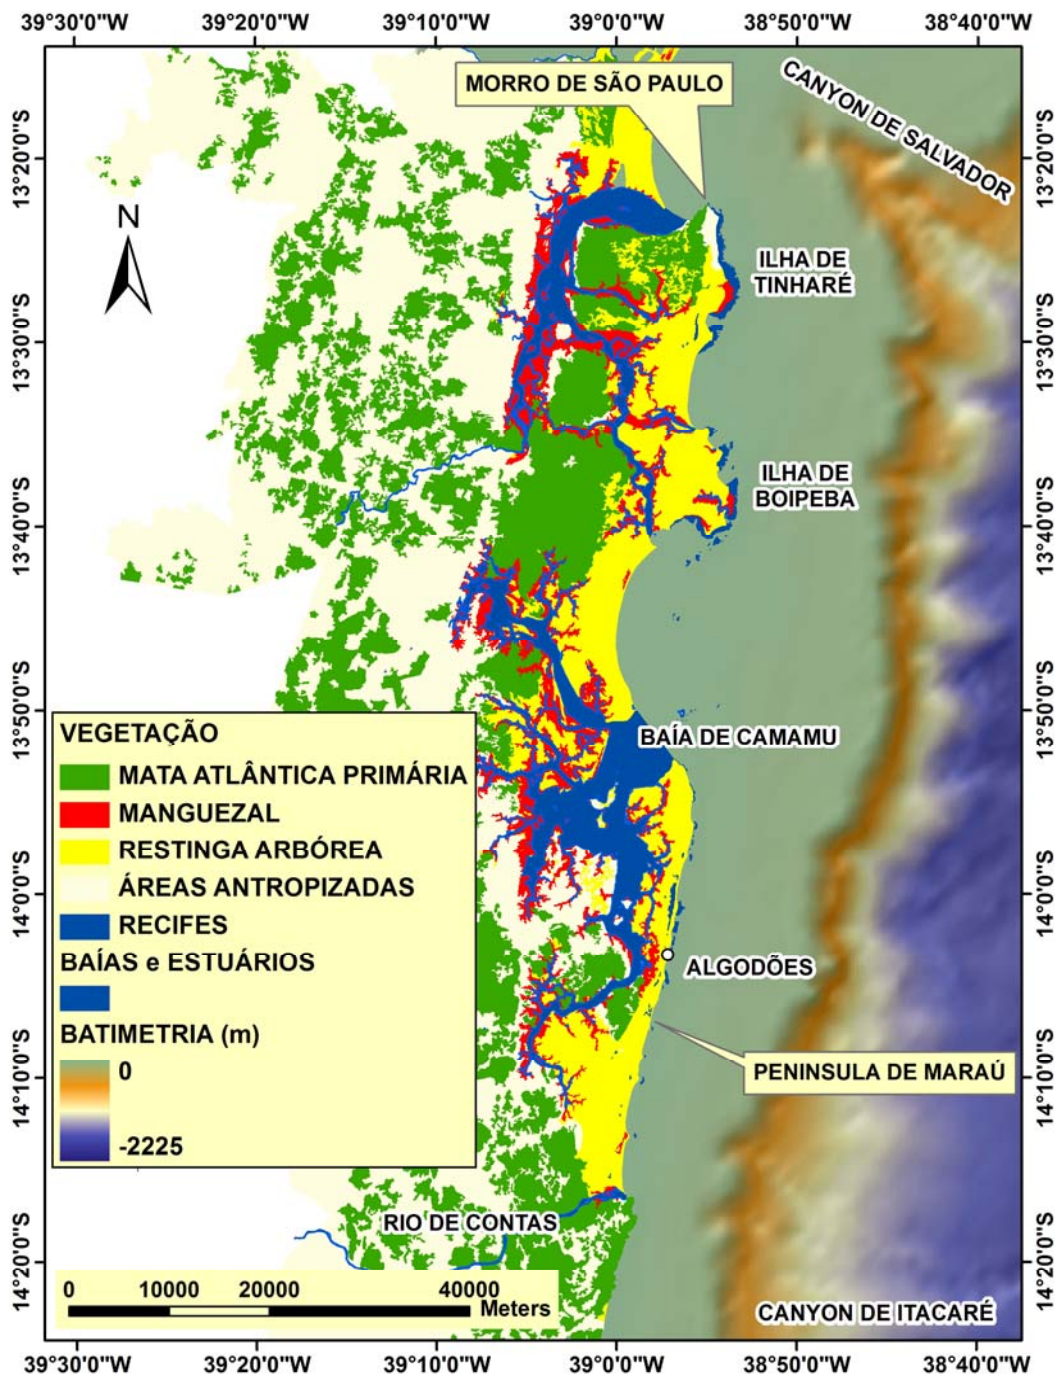 39°30'0"W 39°20'0"W 39°10'0"W 39°0'0"W 38°50'0"W 38°40'0"W
MORRO DE SÃO PAULO
CANYON DE SALVADOR
13°20'0"S
13°20'0"S
N
ILHA DE
TINHARÉ
13°30'0"S
13°30'0"S
ILHA DE
BOIPEBA
13°40'0"S
13°40'0"S
13°50'0"S
13°50'0"S
BAÍA DE CAMAMU
VEGETAÇÃO
MATA ATLÂNTICA PRIMÁRIA
MANGUEZAL
RESTINGA ARBÓREA
ÁREAS ANTROPIZADAS
RECIFES
BAÍAS e ESTUÁRIOS
BATIMETRIA (m)
0
-2225
14°0'0"S
14°0'0"S
ALGODÕES
14°10'0"S
14°10'0"S
PENINSULA DE MARAÚ
RIO DE CONTAS
14°20'0"S
14°20'0"S
0 10000 20000 40000
Meters
CANYON DE ITACARÉ
39°30'0"W 39°20'0"W 39°10'0"W 39°0'0"W 38°50'0"W 38°40'0"W